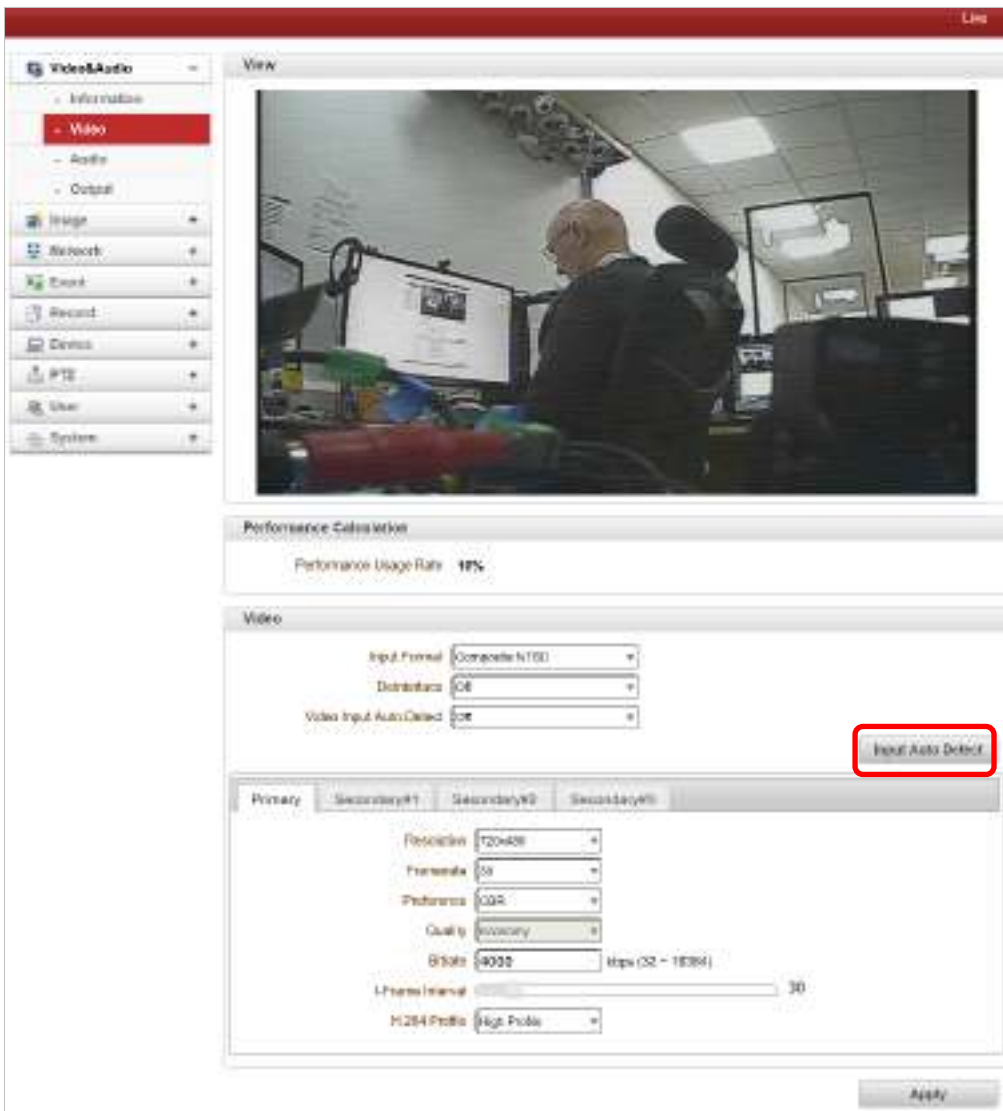 Live
Video&Audio
View
- Information
- Video
- Audio
- Output
Image
Network
Event
Record
Device
PTZ
User
System
Performance Calculation
Performance Usage Rate 10%
Video
Input Format Composite NTSC
Deinterlace Off
Video Input Auto Detect Off
Input Auto Detect
Primary Secondary#1 Secondary#2 Secondary#3
Resolution 720x480
Framerate 30
Preference CBR
Quality Economy
Bitrate 4000 kbps (32 ~ 16384)
I-Frame Interval 30
H.264 Profile High Profile
Apply